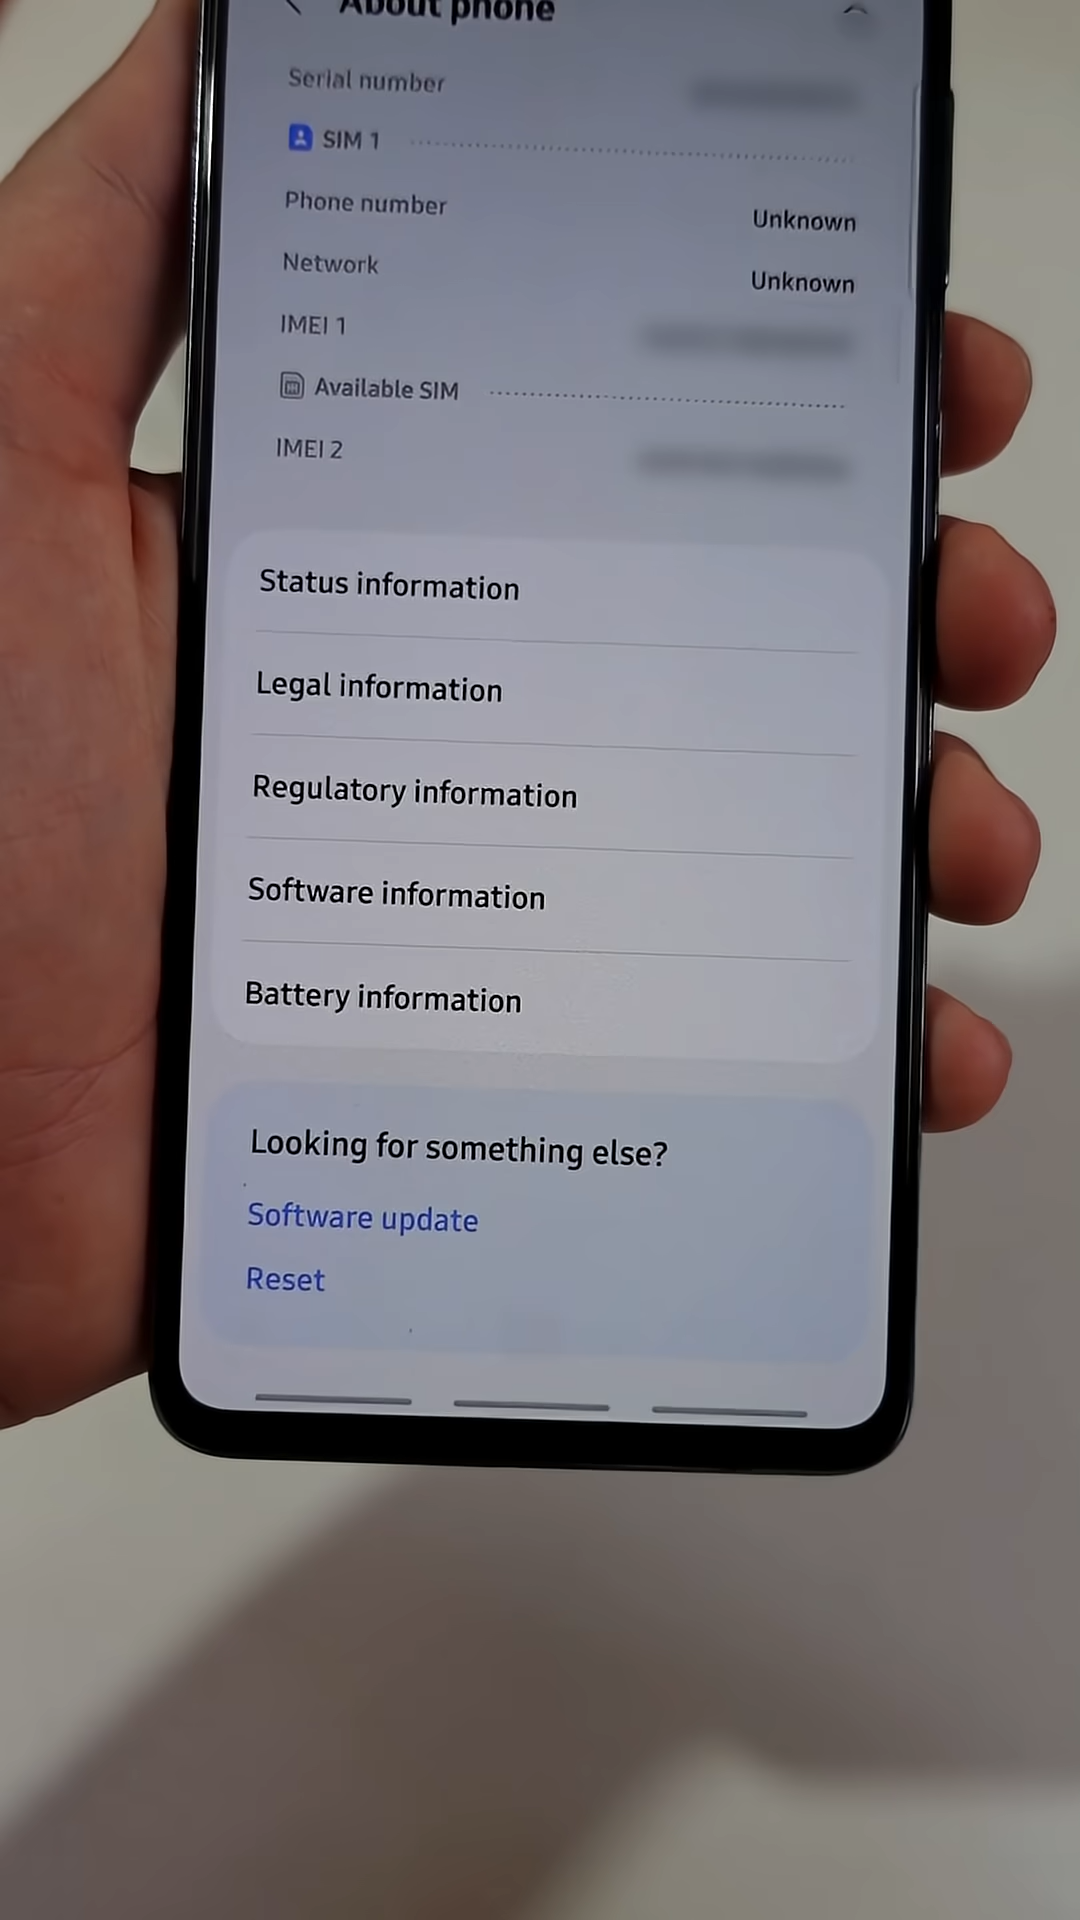 About phone
Serial number
SIM 1
Phone number Unknown
Network Unknown
IMEI 1
Available SIM
IMEI 2
Status information
Legal information
Regulatory information
Software information
Battery information
Looking for something else?
Software update
Reset